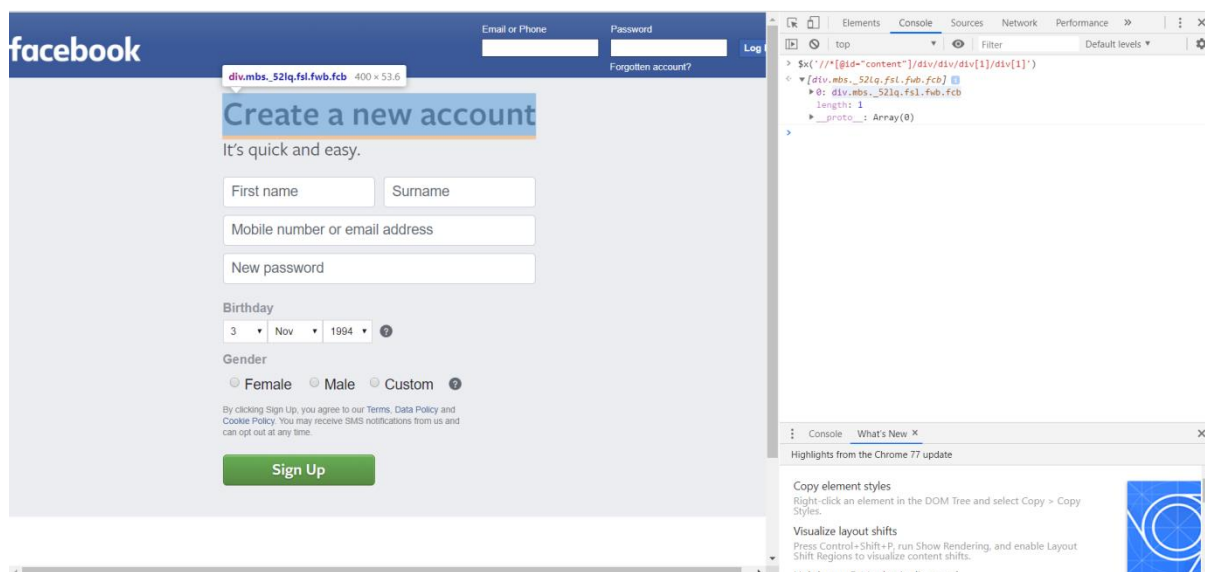 facebook
Email or Phone
Password
Log
Forgotten account?
div.mbs._52lq.fsl.fwb.fcb 400 × 53.6
Create a new account
It's quick and easy.
First name
Surname
Mobile number or email address
New password
Birthday
3 Nov 1994
Gender
Female Male Custom
By clicking Sign Up, you agree to our Terms, Data Policy and
Cookie Policy. You may receive SMS notifications from us and
can opt out at any time.
Sign Up
Elements Console Sources Network Performance »
top Filter Default levels
> $x('//*[@id="content"]/div/div/div[1]/div[1]')
[div.mbs._52lq.fsl.fwb.fcb]
0: div.mbs._52lq.fsl.fwb.fcb
length: 1
__proto__: Array(0)
>
Console What's New ×
Highlights from the Chrome 77 update
Copy element styles
Right-click an element in the DOM Tree and select Copy > Copy
Styles.
Visualize layout shifts
Press Control+Shift+P, run Show Rendering, and enable Layout
Shift Regions to visualize content shifts.